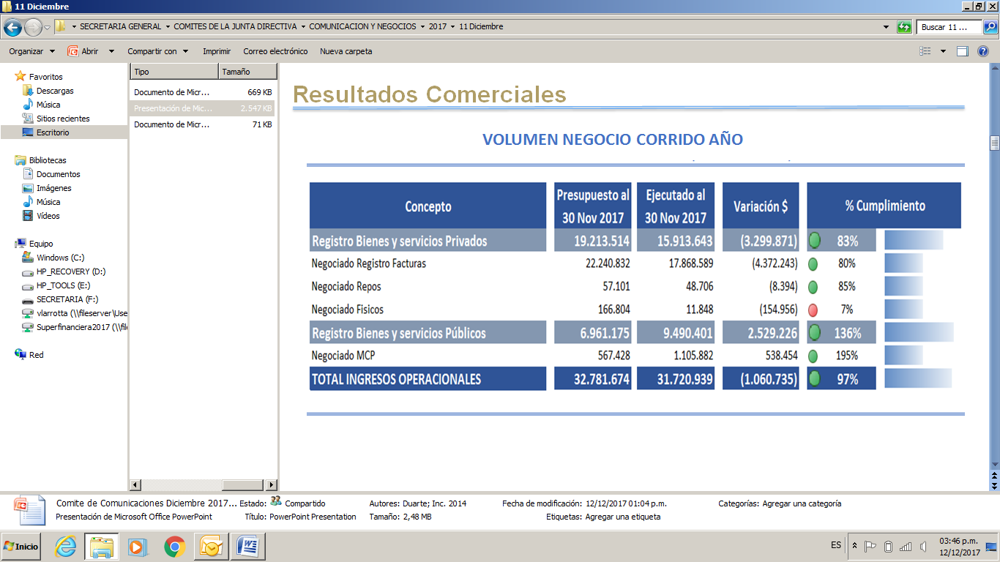 11 Diciembre
SECRETARIA GENERAL COMITES DE LA JUNTA DIRECTIVA COMUNICACION Y NEGOCIOS 2017 11 Diciembre
Buscar 11 ...
Organizar Abrir Compartir con Imprimir Correo electrónico Nueva carpeta
Favoritos
Descargas
Música
Sitios recientes
Escritorio
Bibliotecas
Documentos
Imágenes
Música
Vídeos
Equipo
Windows (C:)
HP_RECOVERY (D:)
HP_TOOLS (E:)
SECRETARIA (F:)
vlarrotta (\\fileserver\Use
Superfinanciera2017 (\\fil
Red
Tipo Tamaño
Documento de Micr... 669 KB
Presentación de Mic... 2.547 KB
Documento de Micr... 71 KB
Resultados Comerciales
VOLUMEN NEGOCIO CORRIDO AÑO
Concepto Presupuesto al 30 Nov 2017 Ejecutado al 30 Nov 2017 Variación $ % Cumplimiento
Registro Bienes y servicios Privados 19.213.514 15.913.643 (3.299.871) 83%
Negociado Registro Facturas 22.240.832 17.868.589 (4.372.243) 80%
Negociado Repos 57.101 48.706 (8.394) 85%
Negociado Fisicos 166.804 11.848 (154.956) 7%
Registro Bienes y servicios Públicos 6.961.175 9.490.401 2.529.226 136%
Negociado MCP 567.428 1.105.882 538.454 195%
TOTAL INGRESOS OPERACIONALES 32.781.674 31.720.939 (1.060.735) 97%
Comite de Comunicaciones Diciembre 2017... Estado: Compartido Autores: Duarte; Inc. 2014 Fecha de modificación: 12/12/2017 01:04 p.m. Categorías: Agregar una categoría
Presentación de Microsoft Office PowerPoint Título: PowerPoint Presentation Tamaño: 2,48 MB Etiquetas: Agregar una etiqueta
Inicio
ES
03:46 p.m.
12/12/2017